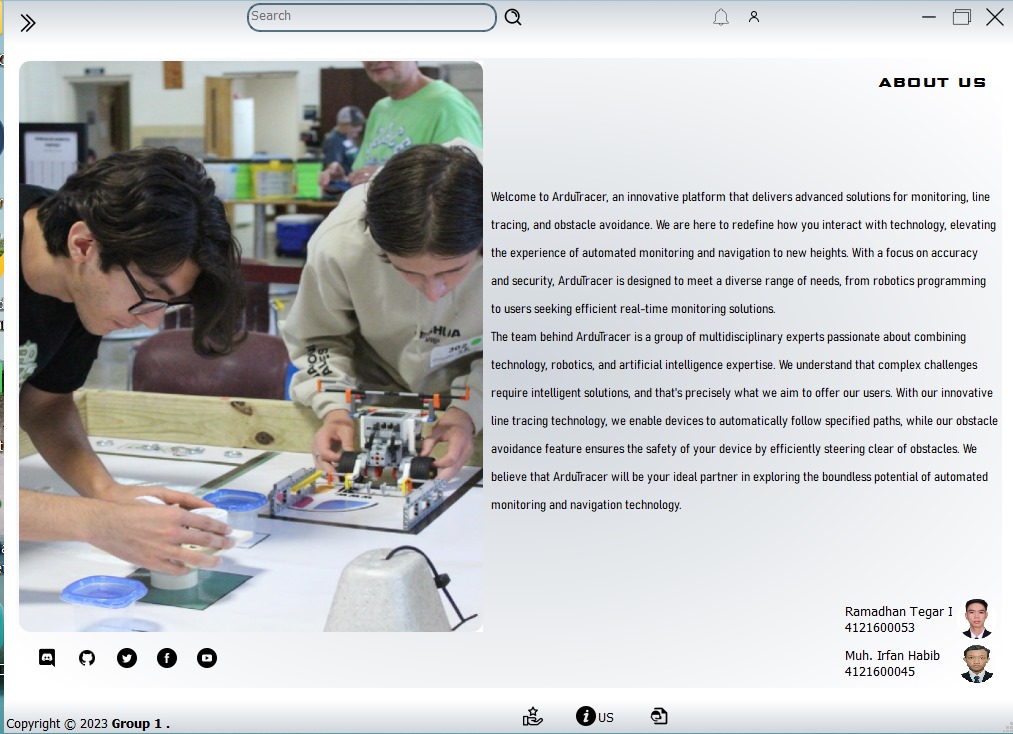 Search
ABOUT US
Welcome to ArduTracer, an innovative platform that delivers advanced solutions for monitoring, line
tracing, and obstacle avoidance. We are here to redefine how you interact with technology, elevating
the experience of automated monitoring and navigation to new heights. With a focus on accuracy
and security, ArduTracer is designed to meet a diverse range of needs, from robotics programming
to users seeking efficient real-time monitoring solutions.
The team behind ArduTracer is a group of multidisciplinary experts passionate about combining
technology, robotics, and artificial intelligence expertise. We understand that complex challenges
require intelligent solutions, and that's precisely what we aim to offer our users. With our innovative
line tracing technology, we enable devices to automatically follow specified paths, while our obstacle
avoidance feature ensures the safety of your device by efficiently steering clear of obstacles. We
believe that ArduTracer will be your ideal partner in exploring the boundless potential of automated
monitoring and navigation technology.
Ramadhan Tegar I
4121600053
Muh. Irfan Habib
4121600045
US
Copyright © 2023 Group 1 .